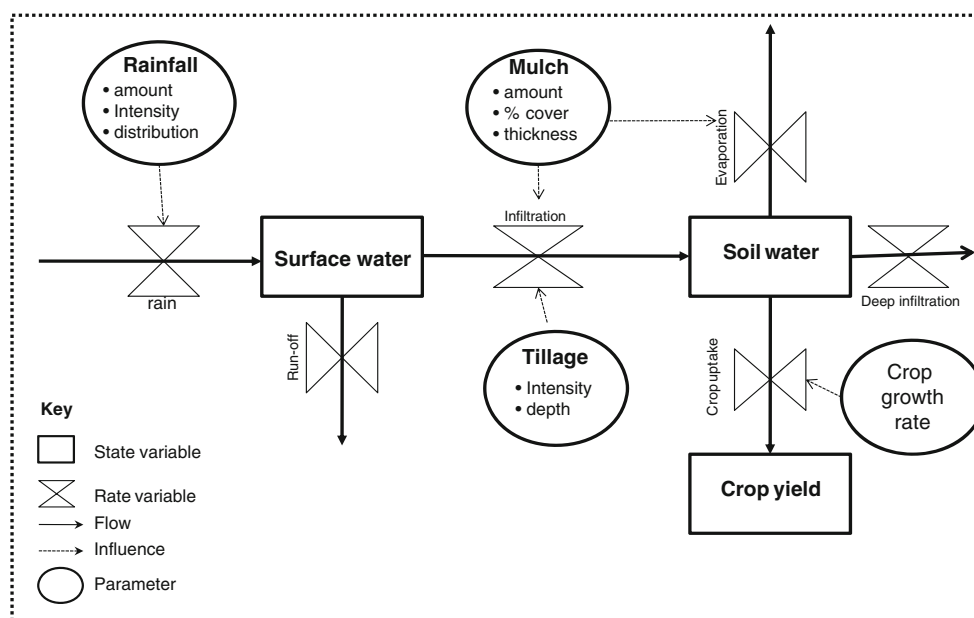 Rainfall
• amount
• Intensity
• distribution
Mulch
• amount
• % cover
• thickness
Evaporation
Infiltration
rain
Surface water
Soil water
Deep infiltration
Run-off
Tillage
• Intensity
• depth
Crop uptake
Crop
growth
rate
Crop yield
Key
State variable
Rate variable
Flow
Influence
Parameter